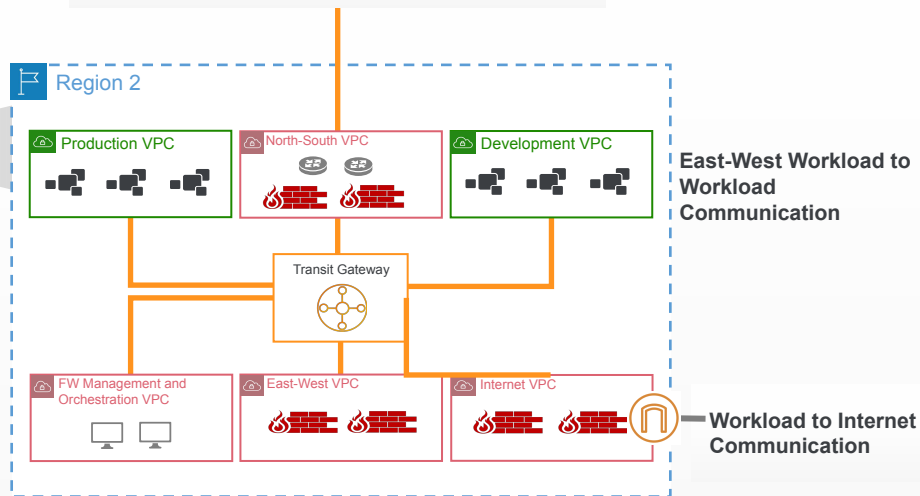 Region 2
Production VPC
North-South VPC
Development VPC
East-West Workload to
Workload
Communication
Transit Gateway
FW Management and
Orchestration VPC
East-West VPC
Internet VPC
Workload to Internet
Communication